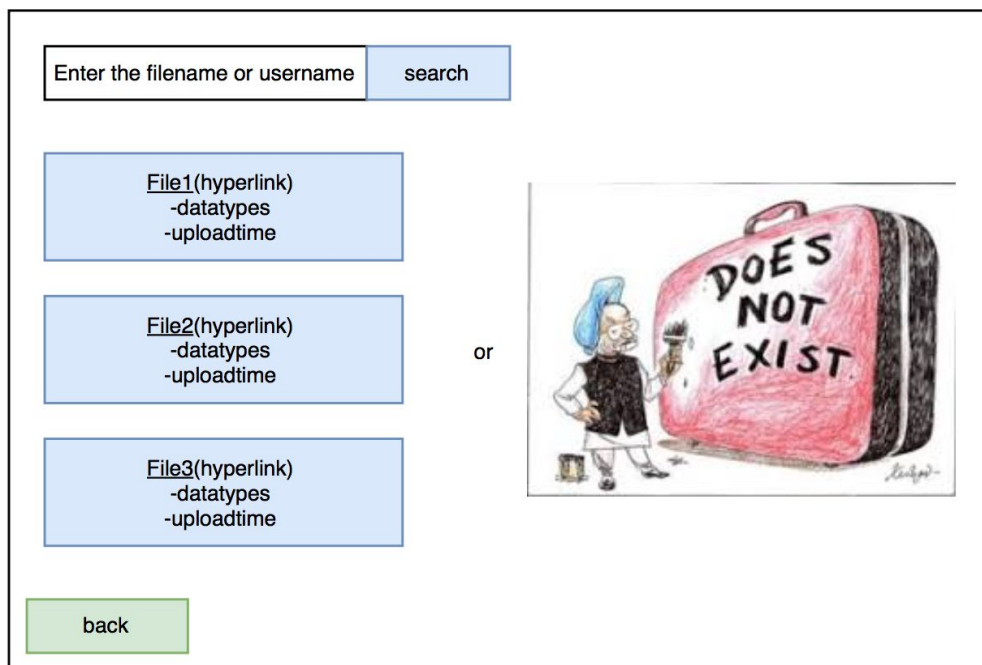 Enter the filename or username
search
File1(hyperlink)
-datatypes
-uploadtime
File2(hyperlink)
-datatypes
-uploadtime
File3(hyperlink)
-datatypes
-uploadtime
or
DOES
NOT
EXIST.
back